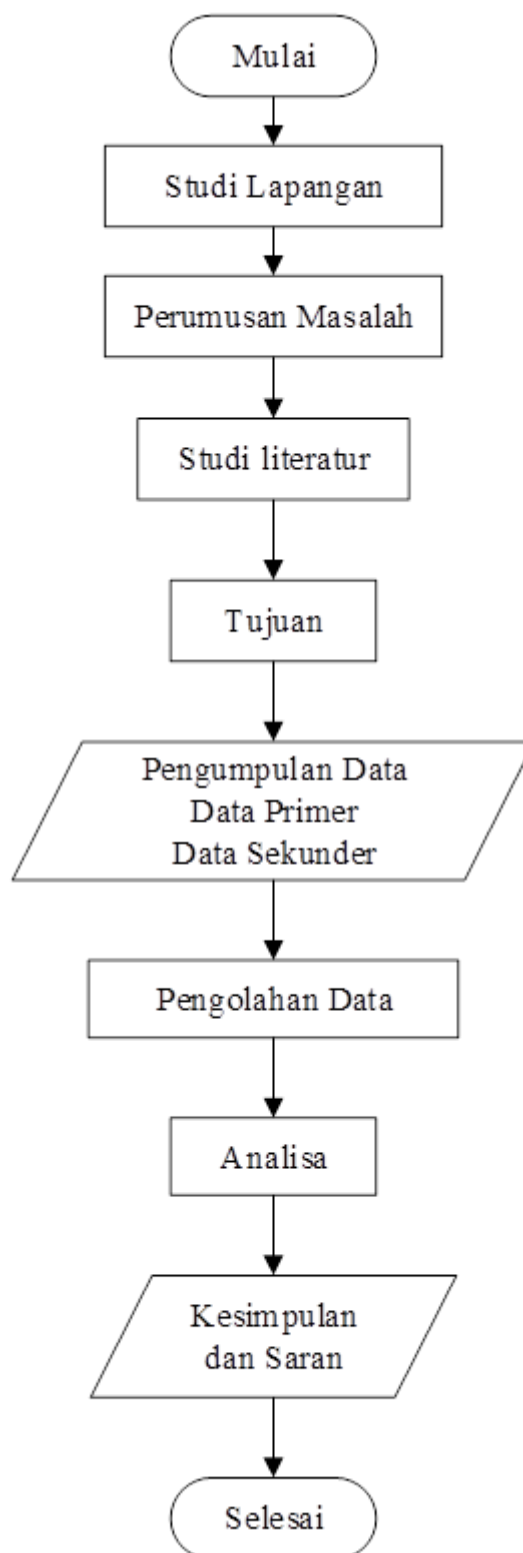 Mulai
Studi Lapangan
Perumusan Masalah
Studi literatur
Tujuan
Pengumpulan Data
Data Primer
Data Sekunder
Pengolahan Data
Analisa
Kesimpulan
dan Saran
Selesai